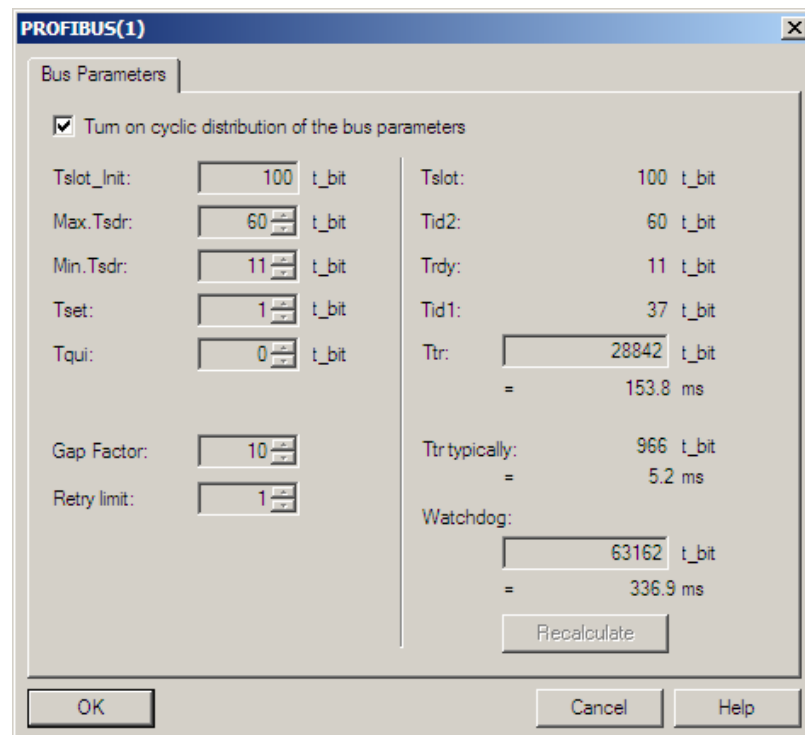 PROFIBUS(1)
Bus Parameters
Turn on cyclic distribution of the bus parameters
Tslot_Init: 100 t_bit
Max.Tsdr: 60 t_bit
Min.Tsdr: 11 t_bit
Tset: 1 t_bit
Tqui: 0 t_bit
Gap Factor: 10
Retry limit: 1
Tslot: 100 t_bit
Tid2: 60 t_bit
Trdy: 11 t_bit
Tid1: 37 t_bit
Ttr: 28842 t_bit
= 153.8 ms
Ttr typically: 966 t_bit
= 5.2 ms
Watchdog:
63162 t_bit
= 336.9 ms
Recalculate
OK Cancel Help